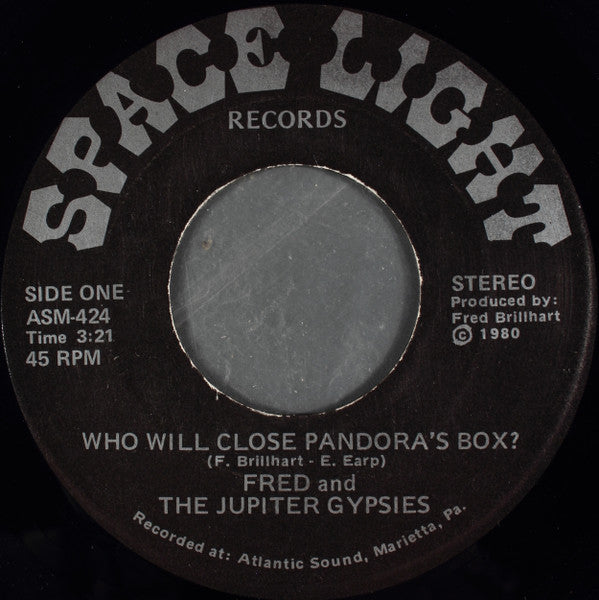 SPACE LIGHT
RECORDS
SIDE ONE
ASM-424
Time 3:21
45 RPM
STEREO
Produced by:
Fred Brillhart
© 1980
WHO WILL CLOSE PANDORA'S BOX?
(F. Brillhart - E. Earp)
FRED and
THE JUPITER GYPSIES
Recorded at: Atlantic Sound, Marietta, Pa.